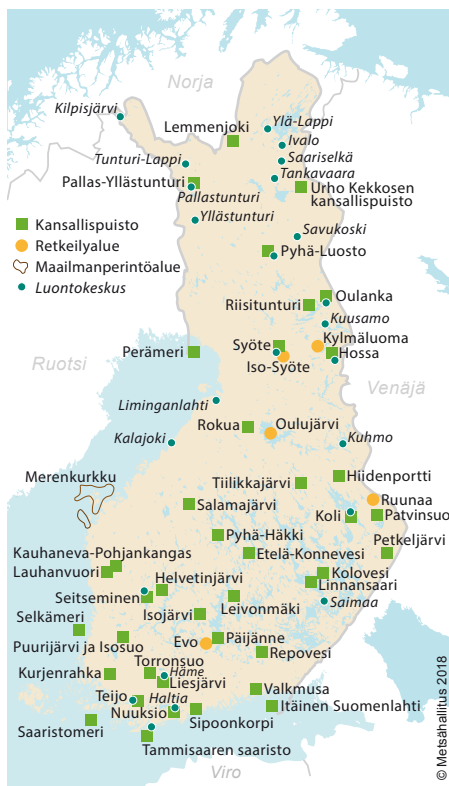 Norja
Kilpisjärvi
Ylä-Lappi
Lemmenjoki
Ivalo
Saariselkä
Tunturi-Lappi
Tankavaara
Pallas-Yllästunturi
Urho Kekkosen
kansallispuisto
Pallastunturi
Yllästunturi
Kansallispuisto
Retkeilyalue
Maailmanperintöalue
Luontokeskus
Savukoski
Pyhä-Luosto
Oulanka
Riisitunturi
Kuusamo
Kylmäluoma
Syöte
Hossa
Perämeri
Iso-Syöte
Ruotsi
Venäjä
Liminganlahti
Rokua
Oulujärvi
Kalajoki
Kuhmo
Merenkurkku
Hiidenportti
Tiilikkajärvi
Ruunaa
Salamajärvi
Koli
Patvinsuo
Pyhä-Häkki
Petkeljärvi
Kauhaneva-Pohjankangas
Etelä-Konnevesi
Lauhanvuori
Helvetinjärvi
Kolovesi
Linnansaari
Seitseminen
Leivonmäki
Saimaa
Selkämeri
Isojärvi
Puurijärvi ja Isosuo
Evo
Päijänne
Repovesi
Torronsuo
Kurjenrahka
Häme
Liesjärvi
Teijo
Haltia
Valkmusa
Nuuksio
Sipoonkorpi
Itäinen Suomenlahti
Saaristomeri
Tammisaaren saaristo
Viro
© Metsähallitus 2018